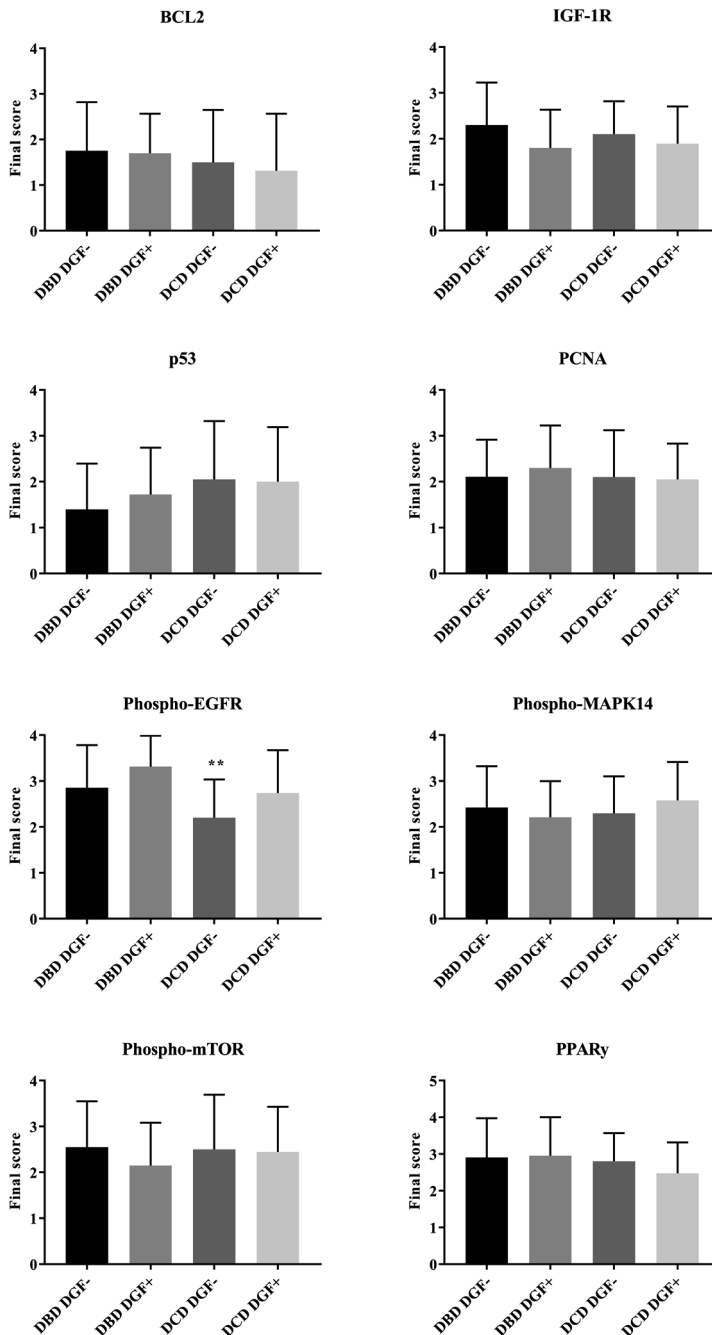 BCL2
Final score
4
3
2
1
0
DBD DGF-
DBD DGF+
DCD DGF-
DCD DGF+
IGF-1R
Final score
4
3
2
1
0
DBD DGF-
DBD DGF+
DCD DGF-
DCD DGF+
p53
Final score
4
3
2
1
0
DBD DGF-
DBD DGF+
DCD DGF-
DCD DGF+
PCNA
Final score
4
3
2
1
0
DBD DGF-
DBD DGF+
DCD DGF-
DCD DGF+
Phospho-EGFR
Final score
4
3
2
1
0
**
DBD DGF-
DBD DGF+
DCD DGF-
DCD DGF+
Phospho-MAPK14
Final score
4
3
2
1
0
DBD DGF-
DBD DGF+
DCD DGF-
DCD DGF+
Phospho-mTOR
Final score
4
3
2
1
0
DBD DGF-
DBD DGF+
DCD DGF-
DCD DGF+
PPARy
Final score
5
4
3
2
1
0
DBD DGF-
DBD DGF+
DCD DGF-
DCD DGF+